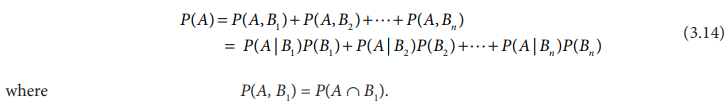 P(A) = P(A, B₁) + P(A, B₂) + ⋯ + P(A, Bₙ)
= P(A | B₁)P(B₁) + P(A | B₂)P(B₂) + ⋯ + P(A | Bₙ)P(Bₙ) (3.14)
where P(A, B₁) = P(A ∩ B₁).